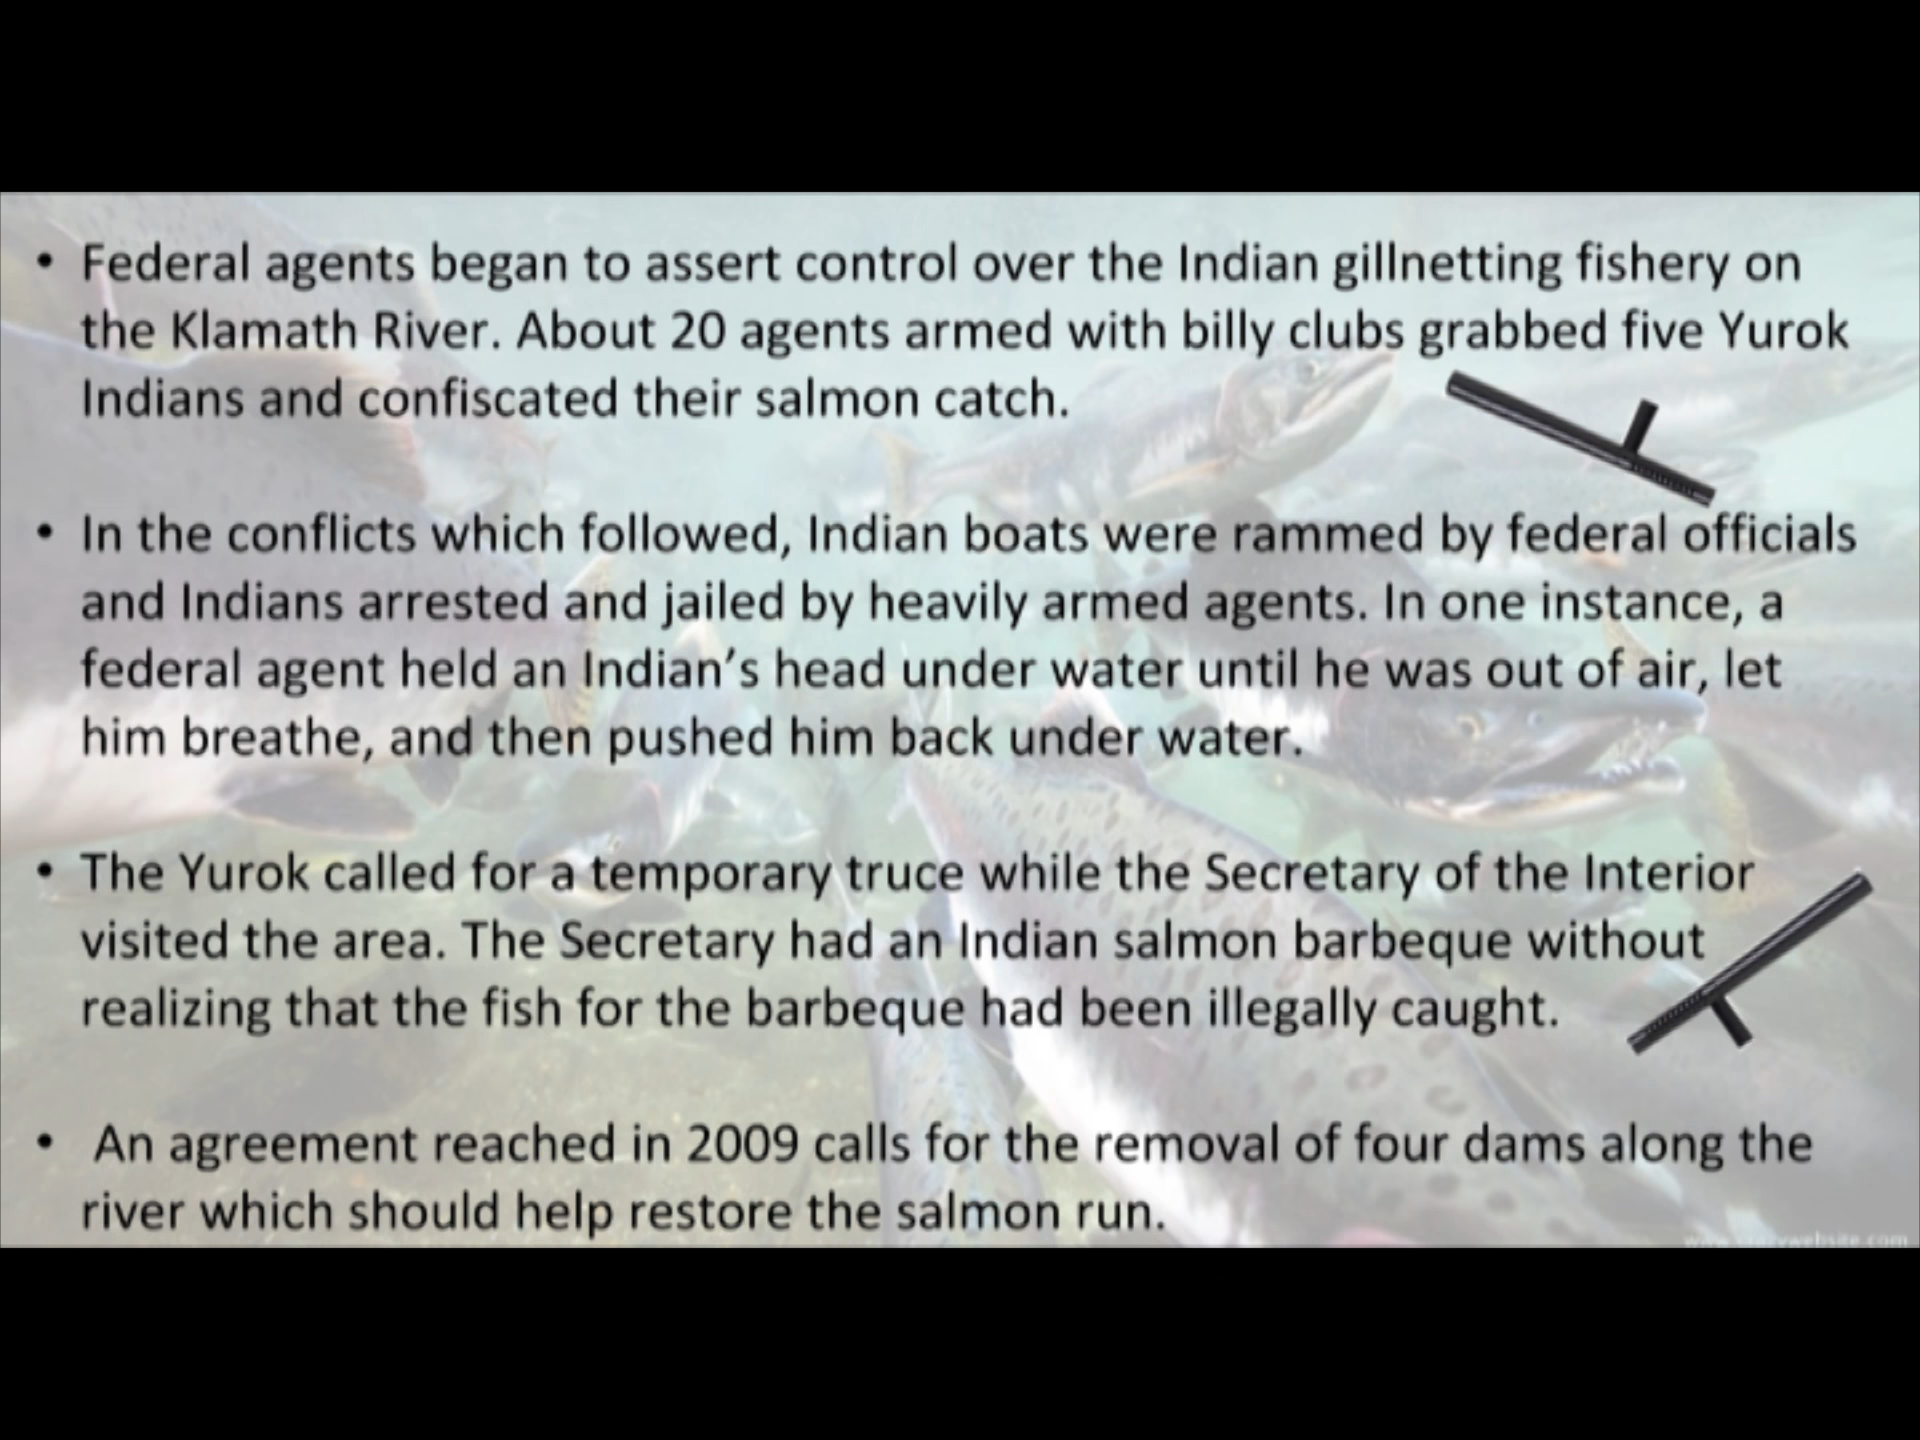 • Federal agents began to assert control over the Indian gillnetting fishery on
the Klamath River. About 20 agents armed with billy clubs grabbed five Yurok
Indians and confiscated their salmon catch.
• In the conflicts which followed, Indian boats were rammed by federal officials
and Indians arrested and jailed by heavily armed agents. In one instance, a
federal agent held an Indian’s head under water until he was out of air, let
him breathe, and then pushed him back under water.
• The Yurok called for a temporary truce while the Secretary of the Interior
visited the area. The Secretary had an Indian salmon barbeque without
realizing that the fish for the barbeque had been illegally caught.
• An agreement reached in 2009 calls for the removal of four dams along the
river which should help restore the salmon run.